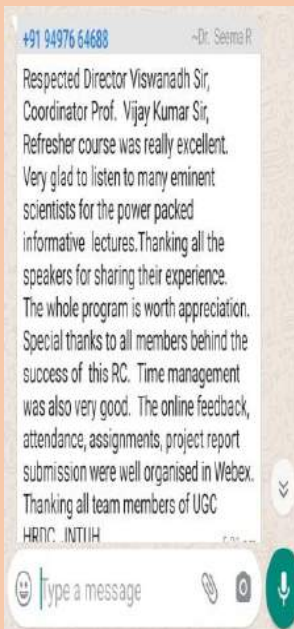 +91 94976 64688 ~Dr. Seema R
Respected Director Viswanadh Sir,
Coordinator Prof. Vijay Kumar Sir,
Refresher course was really excellent.
Very glad to listen to many eminent
scientists for the power packed
informative lectures.Thanking all the
speakers for sharing their experience.
The whole program is worth appreciation.
Special thanks to all members behind the
success of this RC. Time management
was also very good. The online feedback,
attendance, assignments, project report
submission were well organised in Webex.
Thanking all team members of UGC
HRDC JNTUH
Type a message